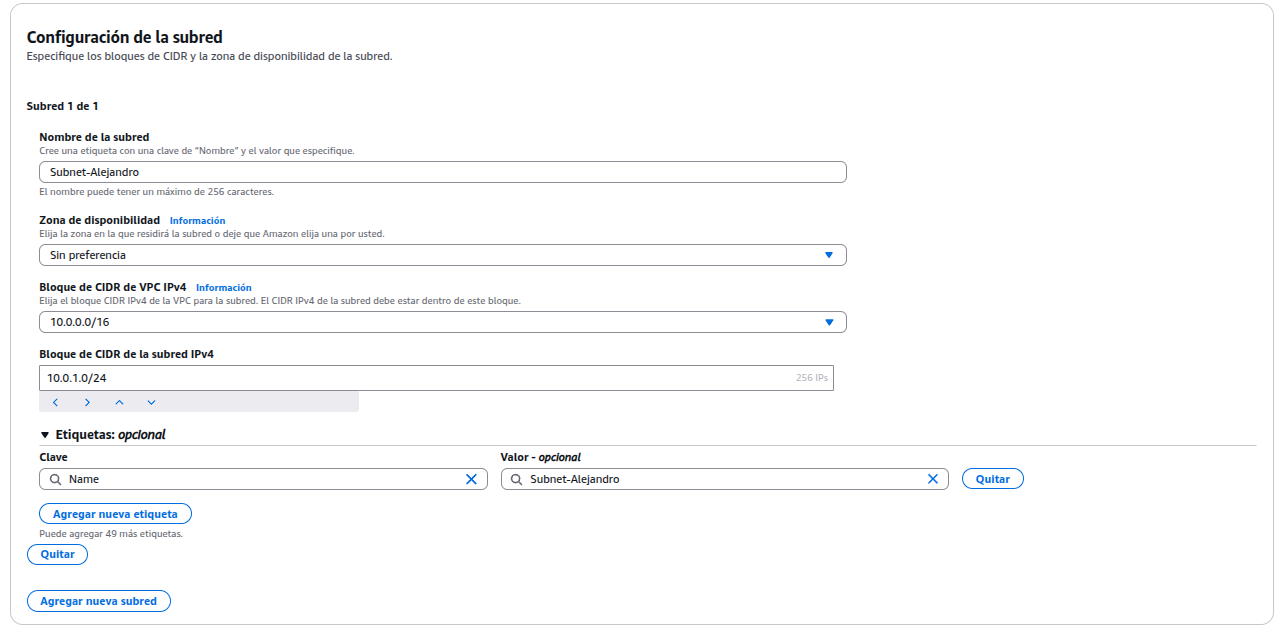 Configuración de la subred
Especifique los bloques de CIDR y la zona de disponibilidad de la subred.
Subred 1 de 1
Nombre de la subred
Cree una etiqueta con una clave de "Nombre" y el valor que especifique.
Subnet-Alejandro
El nombre puede tener un máximo de 256 caracteres.
Zona de disponibilidad Información
Elija la zona en la que residirá la subred o deje que Amazon elija una por usted.
Sin preferencia
Bloque de CIDR de VPC IPv4 Información
Elija el bloque CIDR IPv4 de la VPC para la subred. El CIDR IPv4 de la subred debe estar dentro de este bloque.
10.0.0.0/16
Bloque de CIDR de la subred IPv4
10.0.1.0/24 256 IPs
Etiquetas: opcional
Clave Valor - opcional
Name Subnet-Alejandro Quitar
Agregar nueva etiqueta
Puede agregar 49 más etiquetas.
Quitar
Agregar nueva subred